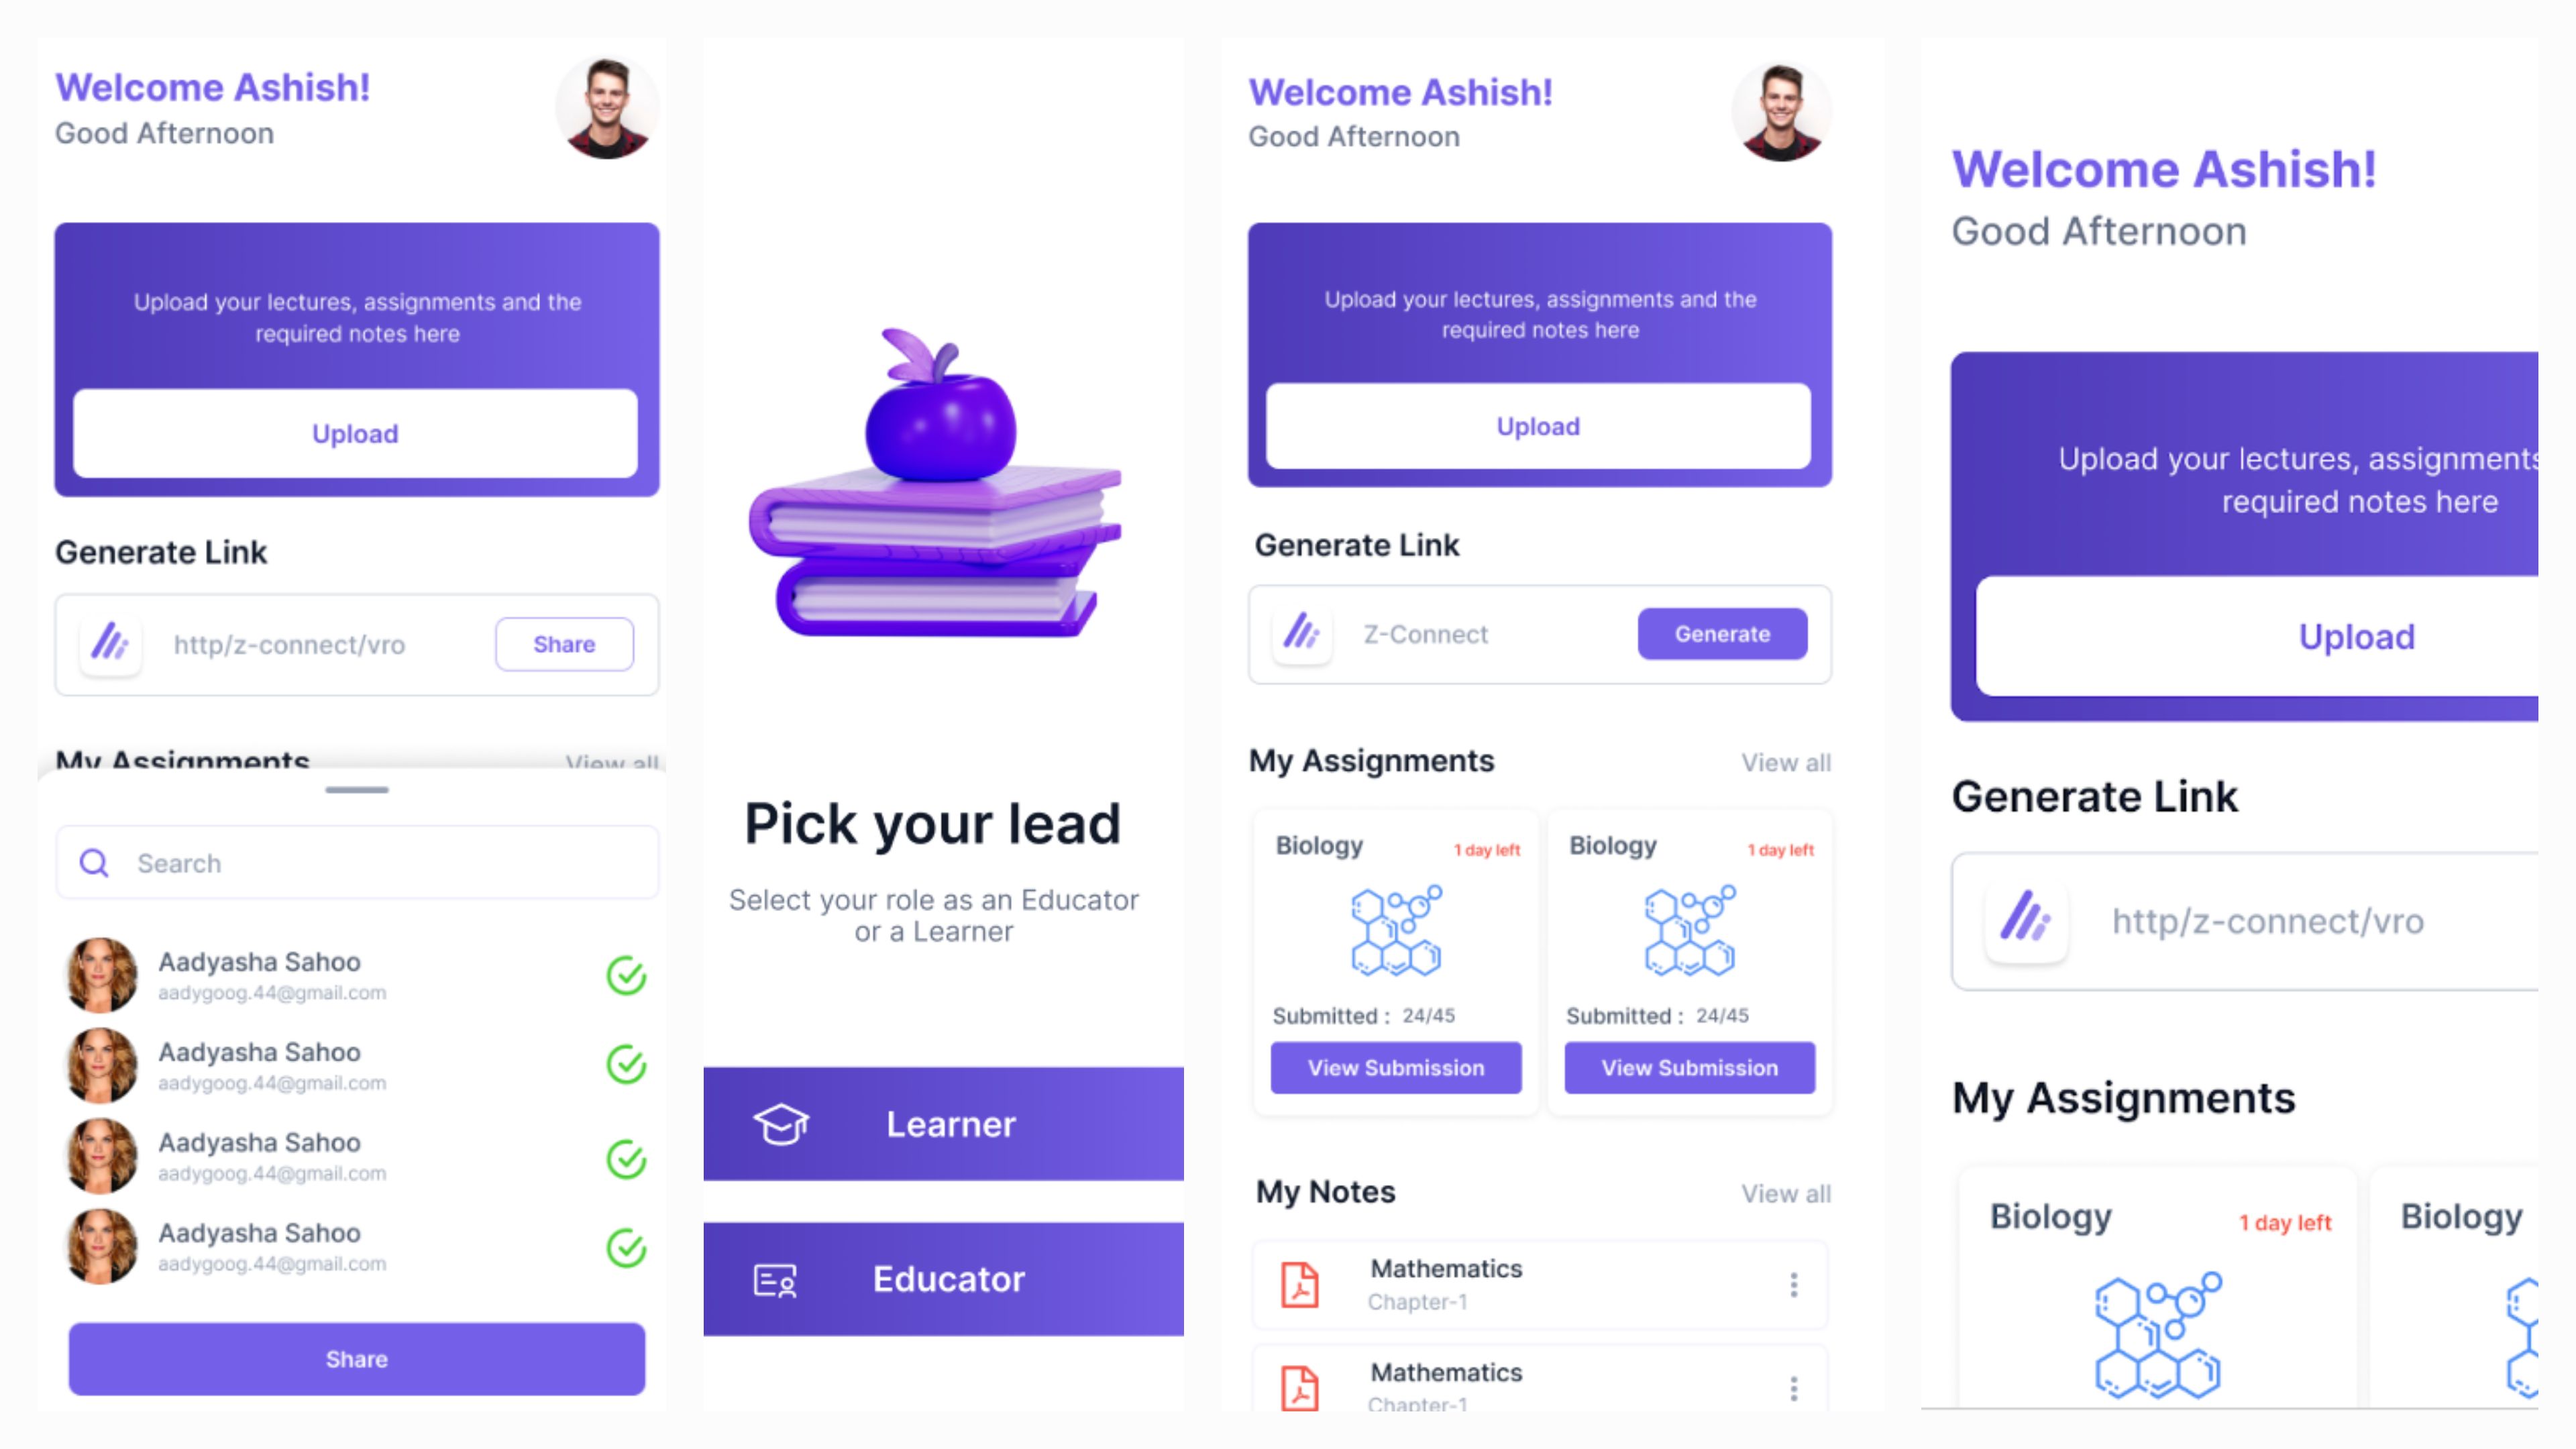 Welcome Ashish!
Good Afternoon
Upload your lectures, assignments and the
required notes here
Upload
Generate Link
http/z-connect/vro
Share
My Assignments
View all
Search
Aadyasha Sahoo
aadygoog.44@gmail.com
Aadyasha Sahoo
aadygoog.44@gmail.com
Aadyasha Sahoo
aadygoog.44@gmail.com
Aadyasha Sahoo
aadygoog.44@gmail.com
Share
Pick your lead
Select your role as an Educator
or a Learner
Learner
Educator
Welcome Ashish!
Good Afternoon
Upload your lectures, assignments and the
required notes here
Upload
Generate Link
Z-Connect
Generate
My Assignments
View all
Biology
1 day left
Submitted : 24/45
View Submission
Biology
1 day left
Submitted : 24/45
View Submission
My Notes
View all
Mathematics
Chapter-1
Mathematics
Chapter-1
Welcome Ashish!
Good Afternoon
Upload your lectures, assignments
required notes here
Upload
Generate Link
http/z-connect/vro
My Assignments
Biology
1 day left
Biology